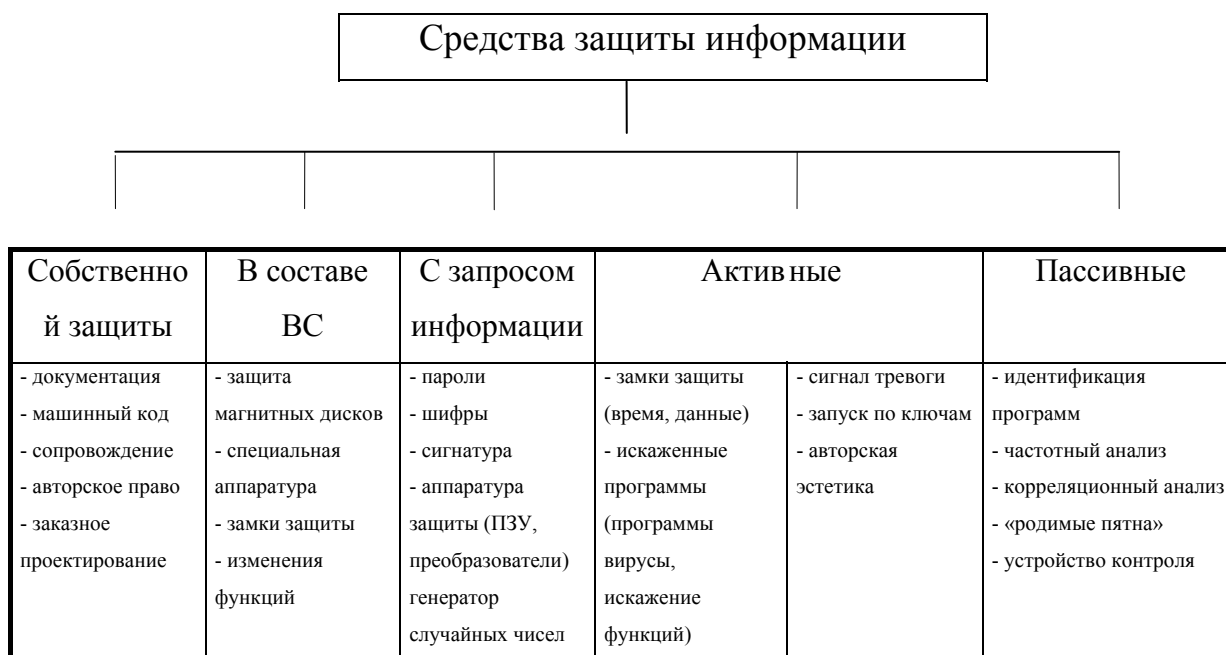 Средства защиты информации
Собственно
й защиты
В составе
ВС
С запросом
информации
Активные
Пассивные
- документация
- машинный код
- сопровождение
- авторское право
- заказное
проектирование
- защита
магнитных дисков
- специальная
аппаратура
- замки защиты
- изменения
функций
- пароли
- шифры
- сигнатура
- аппаратура
защиты (ПЗУ,
преобразователи)
генератор
случайных чисел
- замки защиты
(время, данные)
- искаженные
программы
(программы
вирусы,
искажение
функций)
- сигнал тревоги
- запуск по ключам
- авторская
эстетика
- идентификация
программ
- частотный анализ
- корреляционный анализ
- «родимые пятна»
- устройство контроля